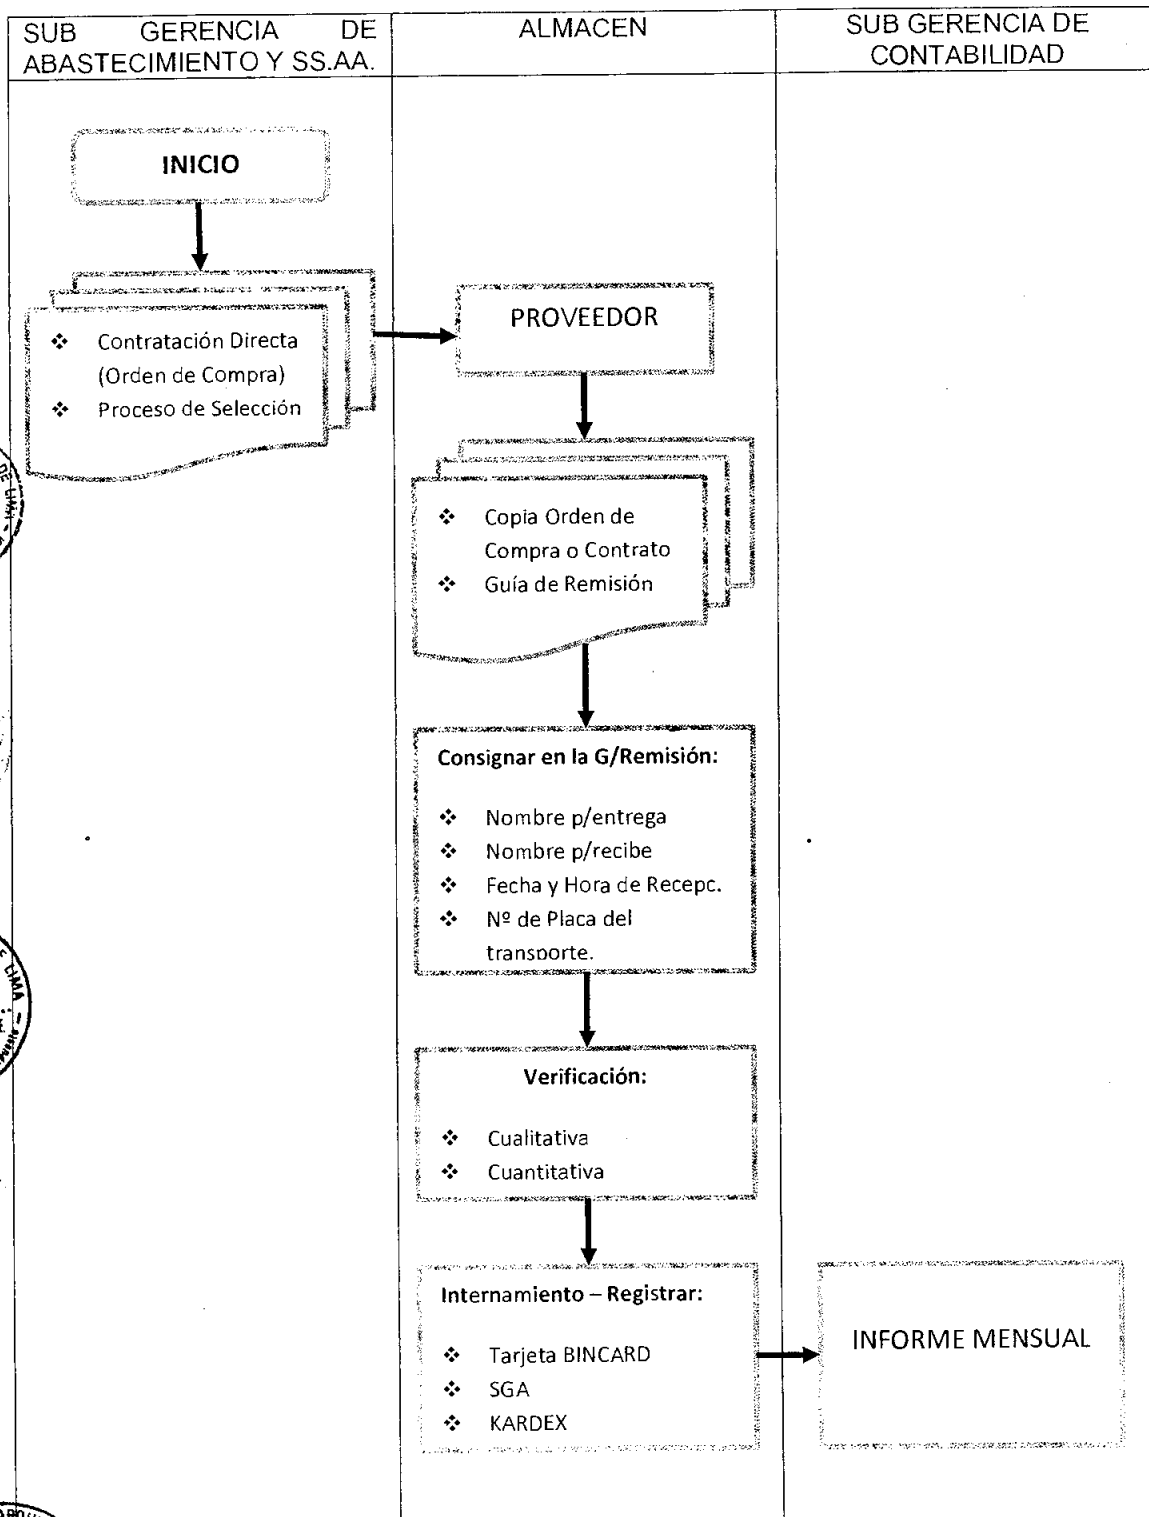 SUB GERENCIA DE
ABASTECIMIENTO Y SS.AA.
ALMACEN
SUB GERENCIA DE
CONTABILIDAD
INICIO
❖ Contratación Directa
(Orden de Compra)
❖ Proceso de Selección
PROVEEDOR
❖ Copia Orden de
Compra o Contrato
❖ Guía de Remisión
Consignar en la G/Remisión:
❖ Nombre p/entrega
❖ Nombre p/recibe
❖ Fecha y Hora de Recepc.
❖ Nº de Placa del
transporte.
Verificación:
❖ Cualitativa
❖ Cuantitativa
Internamiento – Registrar:
❖ Tarjeta BINCARD
❖ SGA
❖ KARDEX
INFORME MENSUAL
DE LIMA -
LIMA -